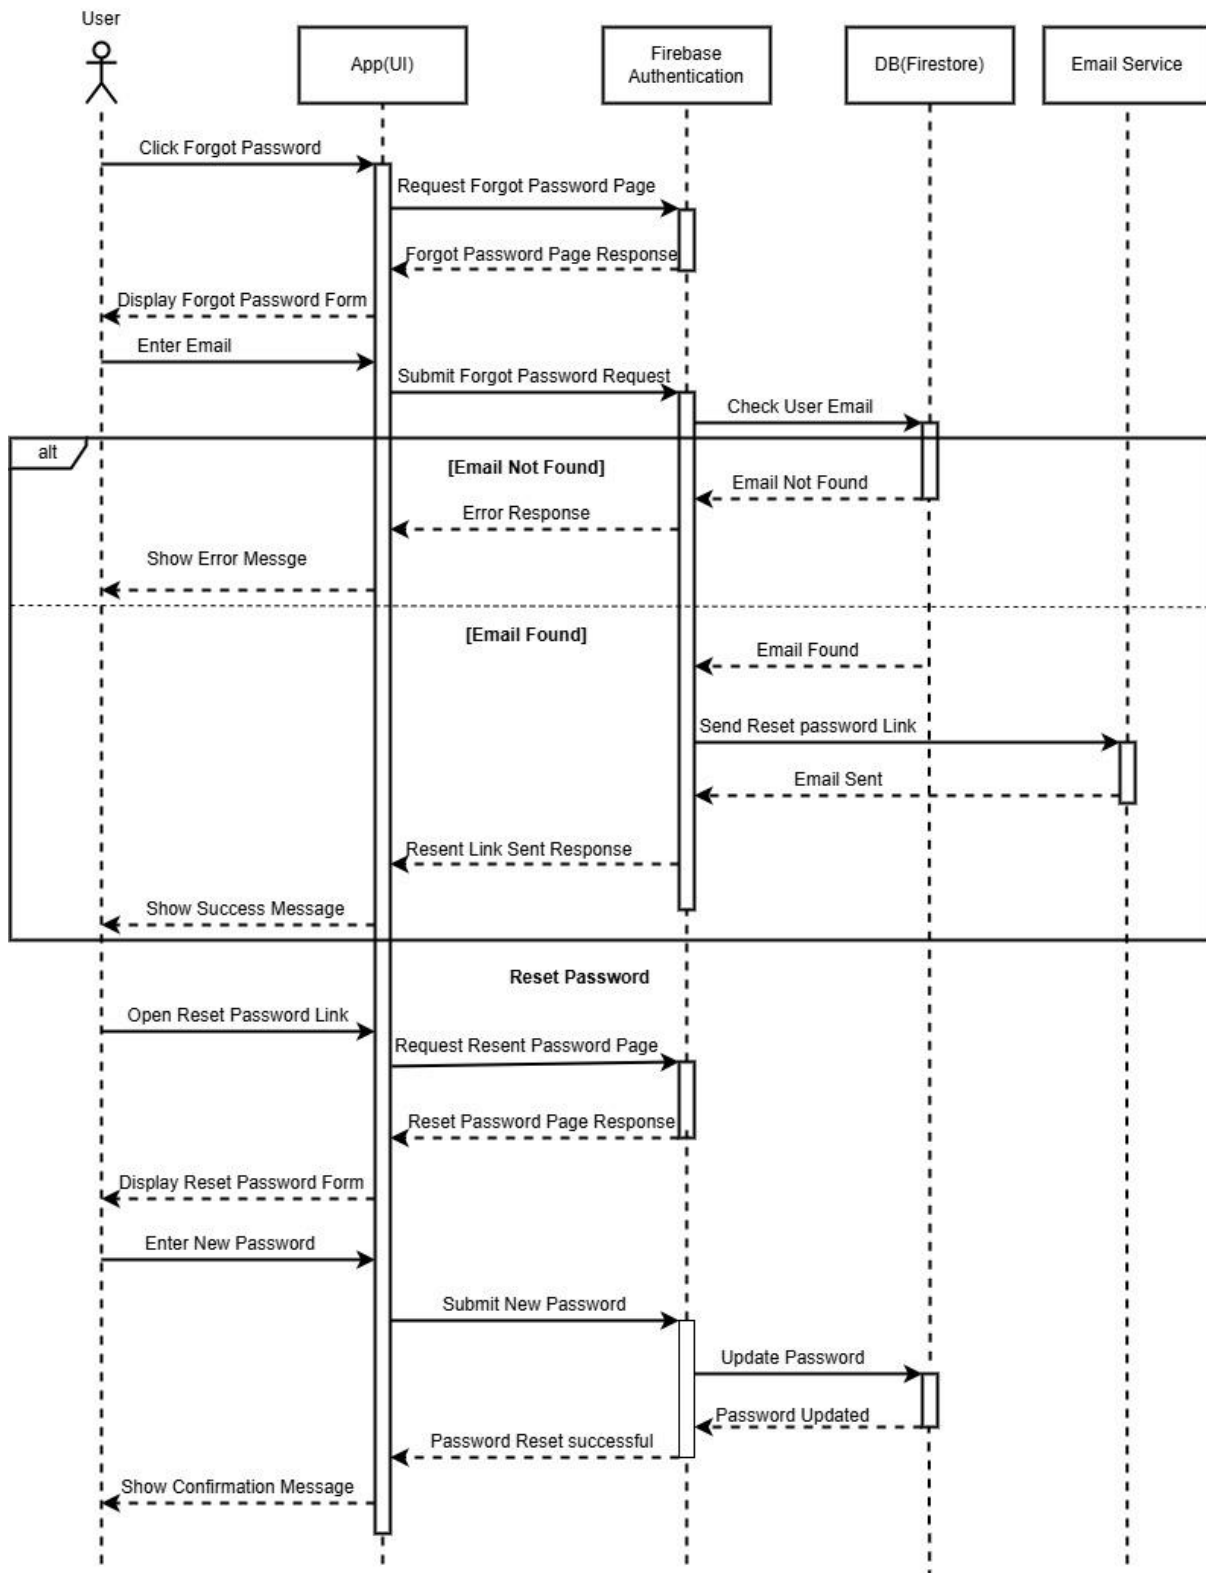 User
App(UI)
Firebase
Authentication
DB(Firestore)
Email Service
Click Forgot Password
Request Forgot Password Page
Forgot Password Page Response
Display Forgot Password Form
Enter Email
Submit Forgot Password Request
Check User Email
alt
[Email Not Found]
Email Not Found
Error Response
Show Error Messge
[Email Found]
Email Found
Send Reset password Link
Email Sent
Resent Link Sent Response
Show Success Message
Reset Password
Open Reset Password Link
Request Resent Password Page
Reset Password Page Response
Display Reset Password Form
Enter New Password
Submit New Password
Update Password
Password Updated
Password Reset successful
Show Confirmation Message